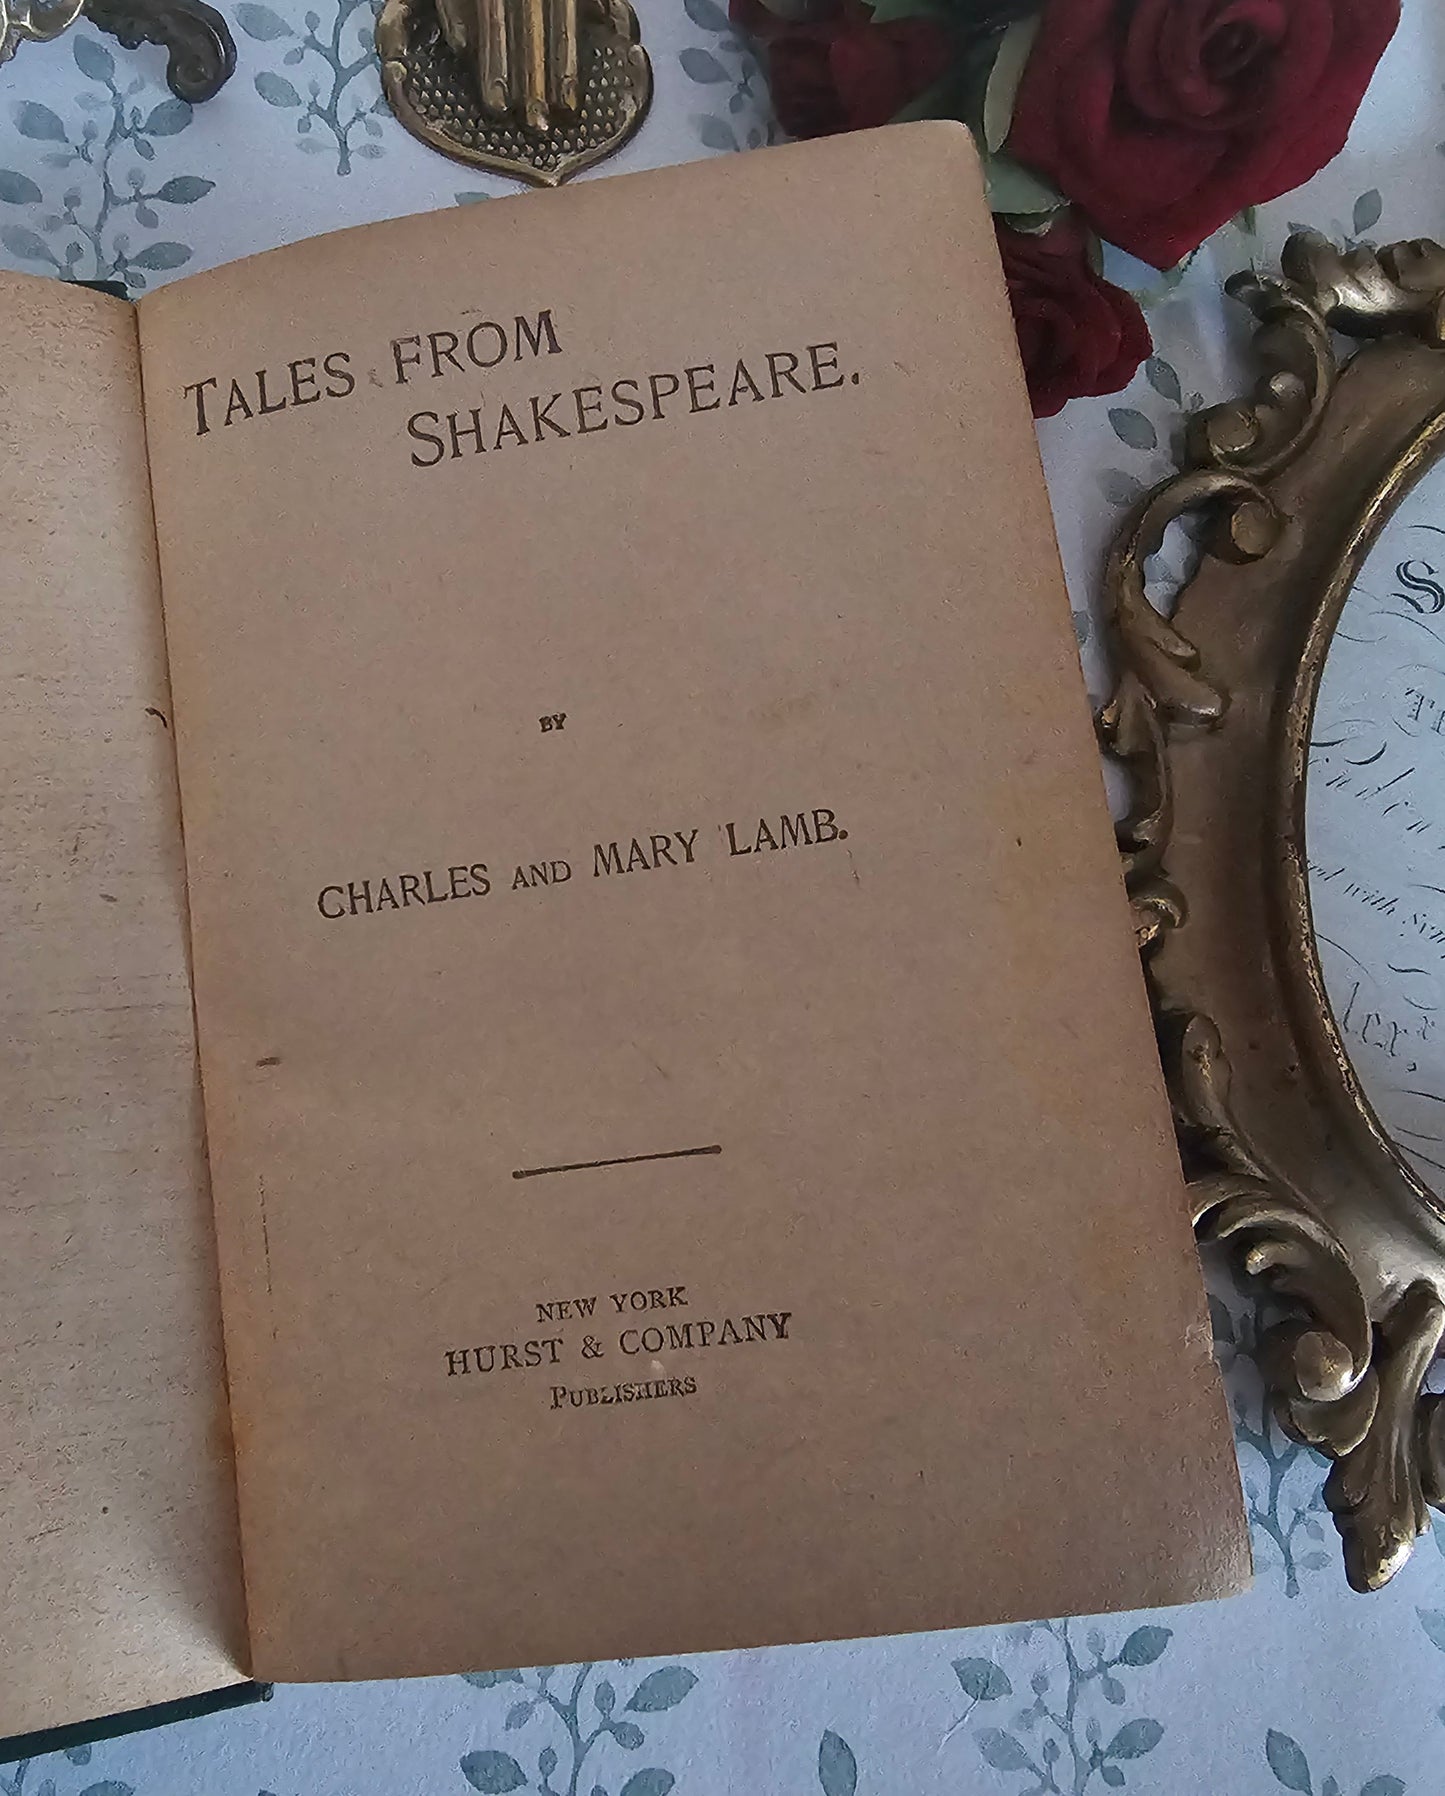 TALES FROM
SHAKESPEARE.
BY
CHARLES AND MARY LAMB.
NEW YORK
HURST & COMPANY
PUBLISHERS